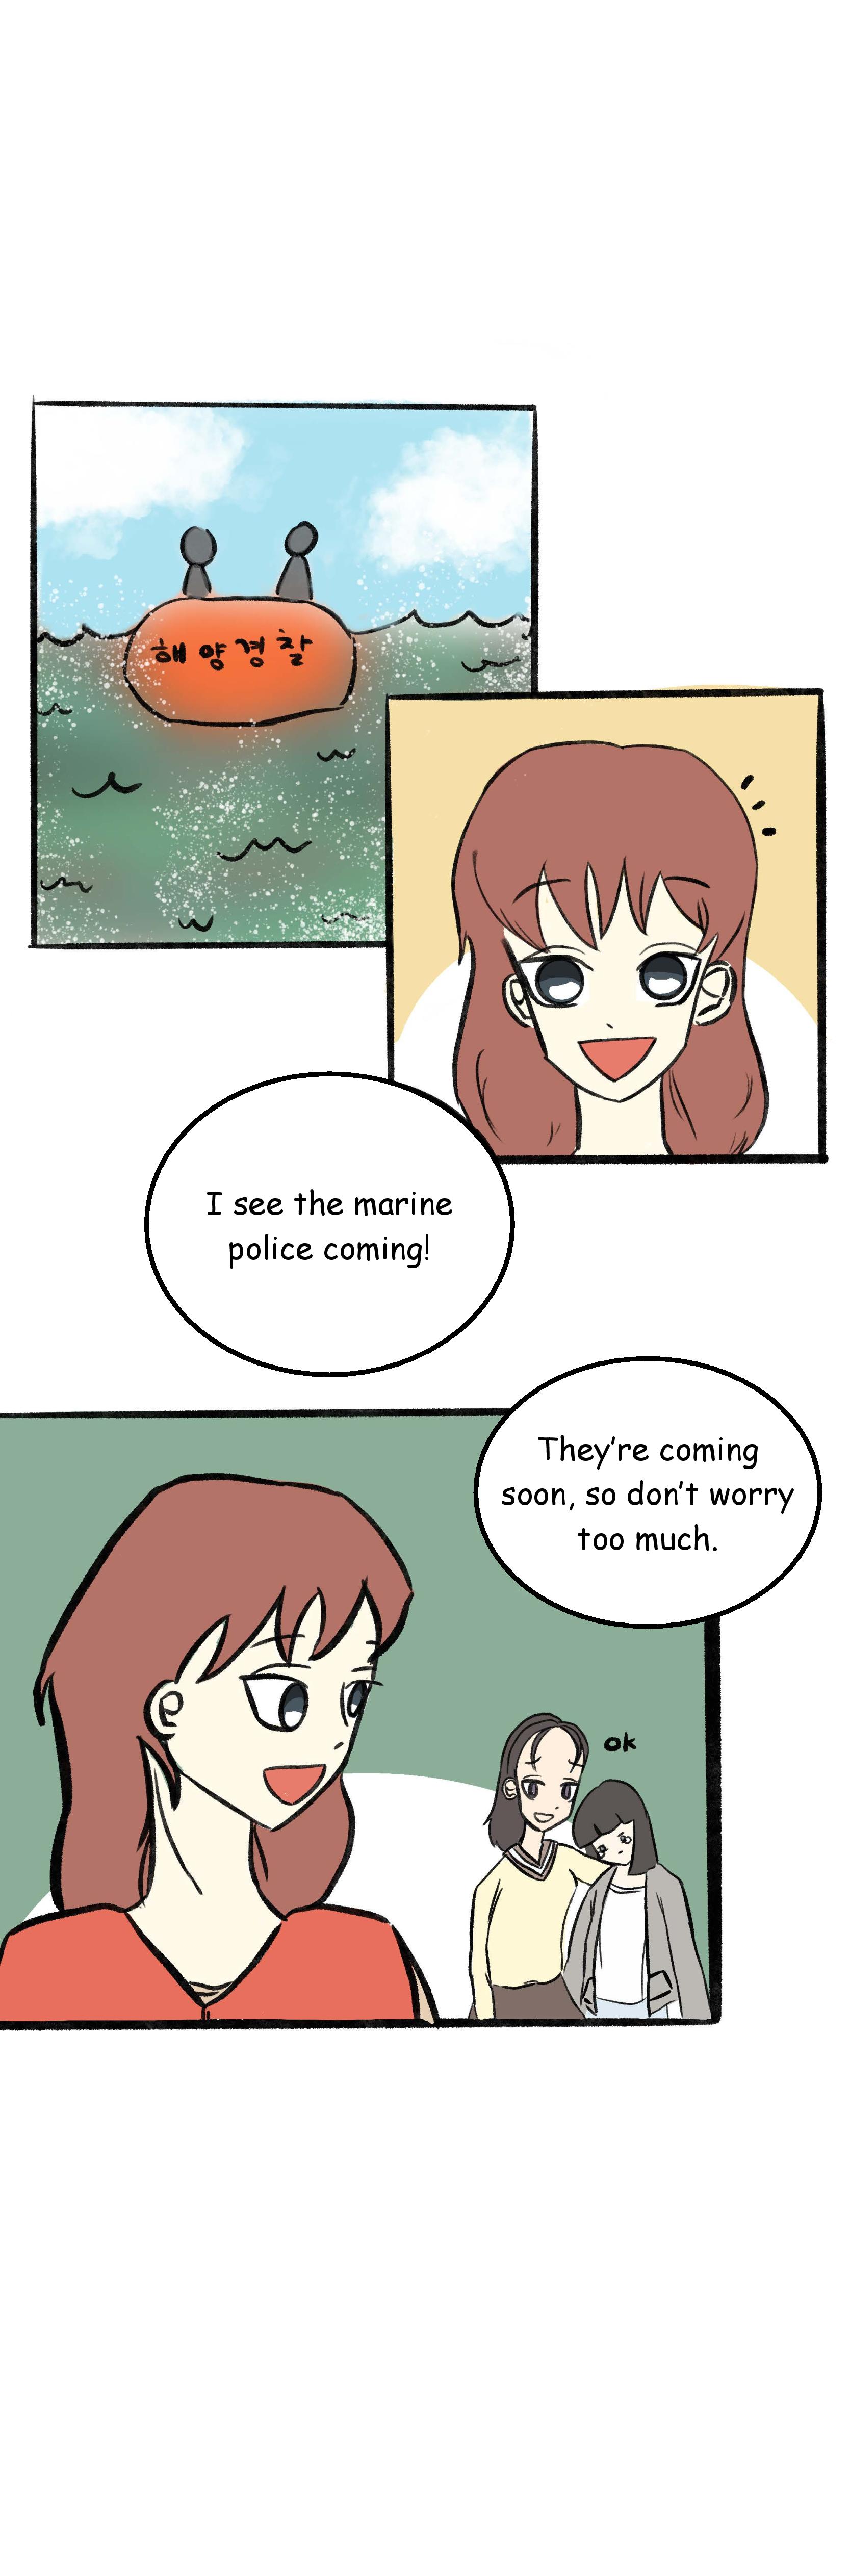 해양경찰
I see the marine
police coming!
They're coming
soon, so don't worry
too much.
ok